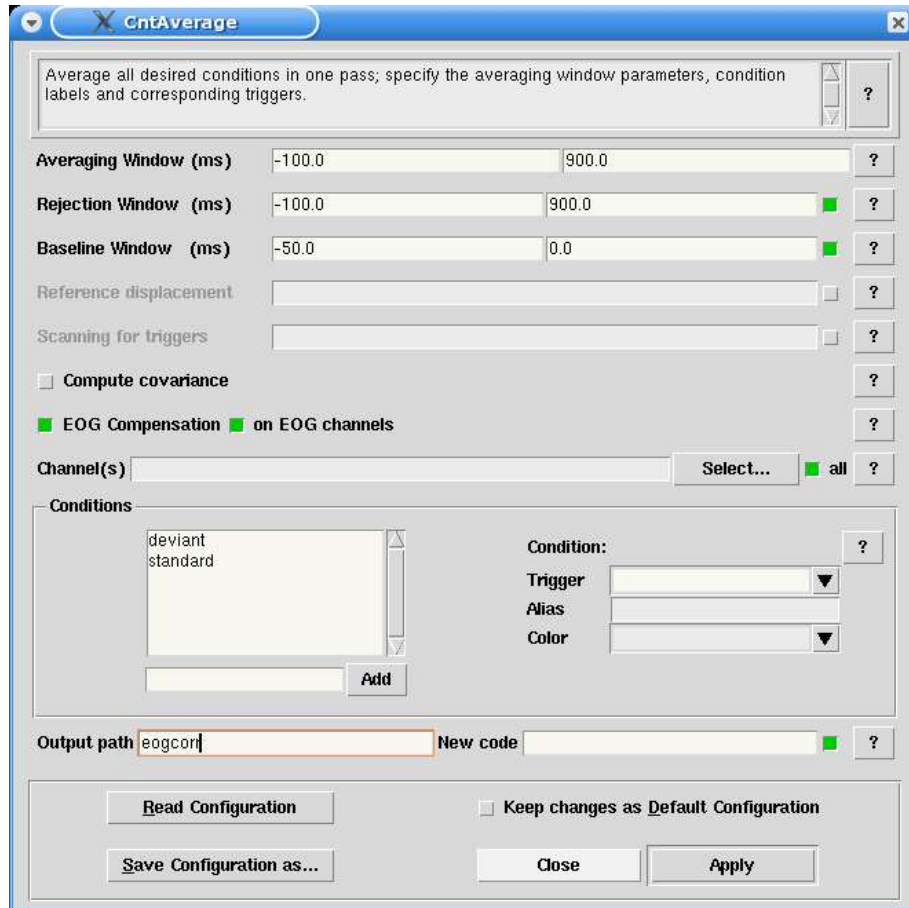 CntAverage
Average all desired conditions in one pass; specify the averaging window parameters, condition
labels and corresponding triggers.
?
Averaging Window (ms) -100.0 900.0 ?
Rejection Window (ms) -100.0 900.0 ?
Baseline Window (ms) -50.0 0.0 ?
Reference displacement ?
Scanning for triggers ?
Compute covariance ?
EOG Compensation on EOG channels ?
Channel(s) Select... all ?
Conditions
deviant
standard
Add
Condition: ?
Trigger
Alias
Color
Output path eogcorr New code ?
Read Configuration Keep changes as Default Configuration
Save Configuration as... Close Apply